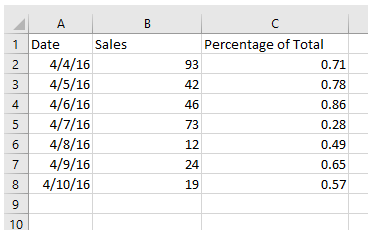 A B C
1 Date Sales Percentage of Total
2 4/4/16 93 0.71
3 4/5/16 42 0.78
4 4/6/16 46 0.86
5 4/7/16 73 0.28
6 4/8/16 12 0.49
7 4/9/16 24 0.65
8 4/10/16 19 0.57
9
10